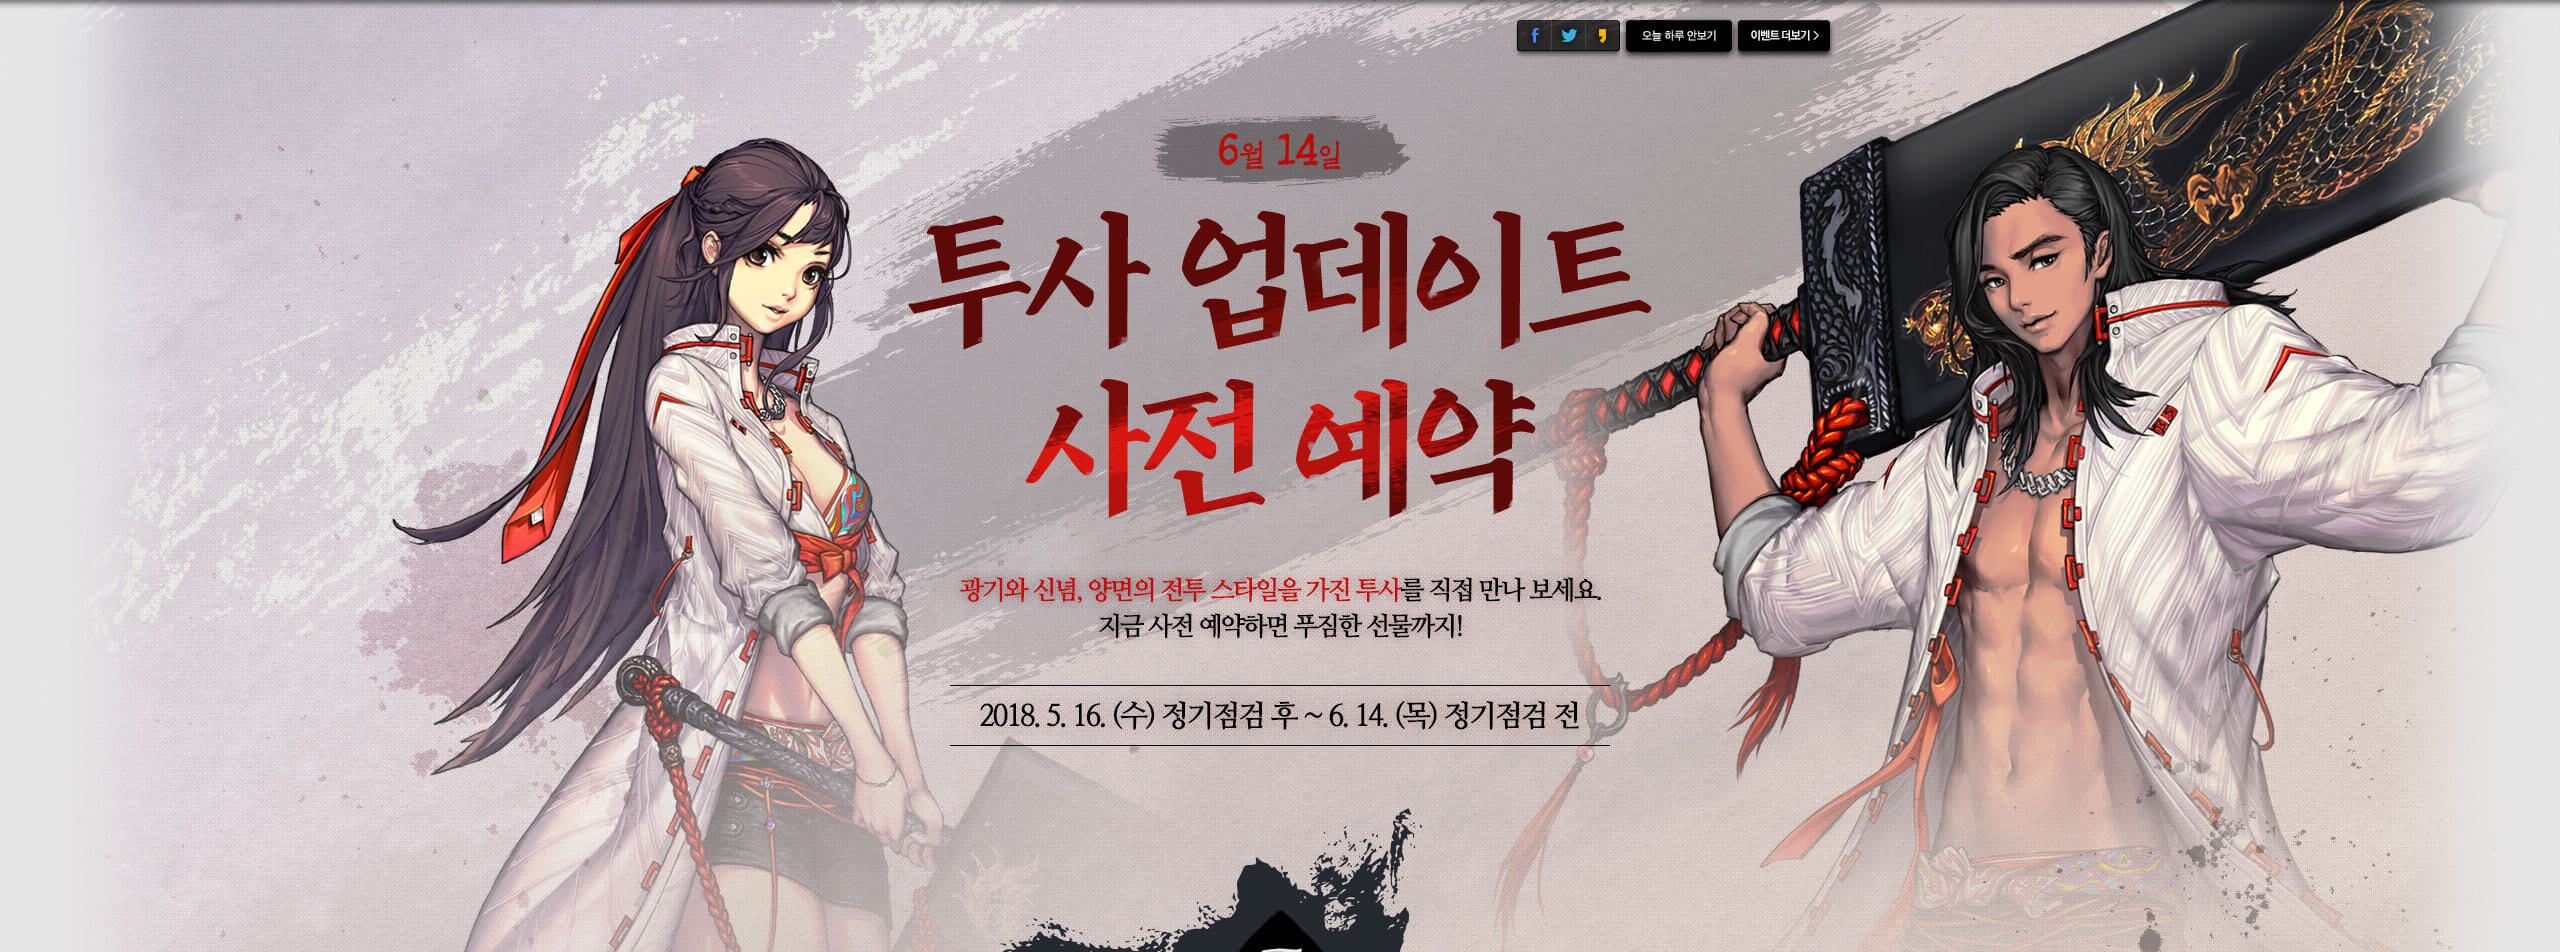 오늘 하루 안보기
이벤트 더보기 >
6월 14일
투사 업데이트
사전 예약
광기와 신념, 양면의 전투 스타일을 가진 투사를 직접 만나 보세요.
지금 사전 예약하면 푸짐한 선물까지!
2018. 5. 16. (수) 정기점검 후 ~ 6. 14. (목) 정기점검 전